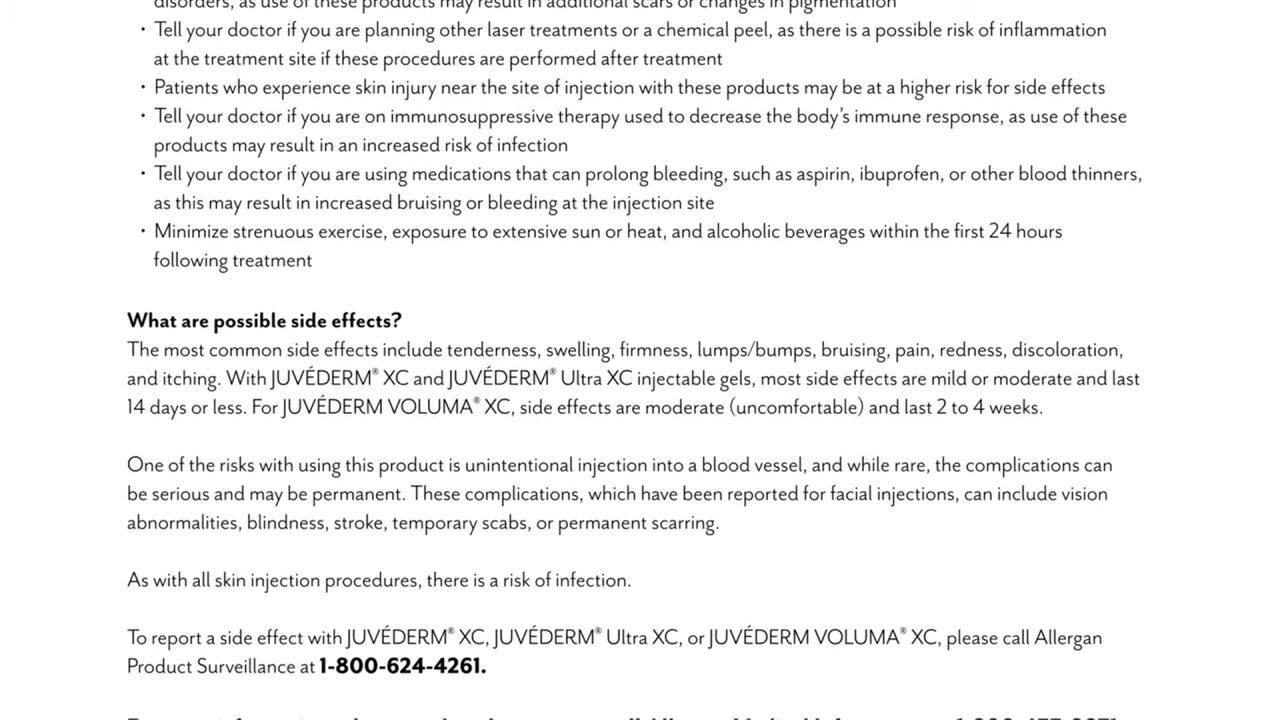 disorders, as use of these products may result in additional scars or changes in pigmentation
• Tell your doctor if you are planning other laser treatments or a chemical peel, as there is a possible risk of inflammation
at the treatment site if these procedures are performed after treatment
• Patients who experience skin injury near the site of injection with these products may be at a higher risk for side effects
• Tell your doctor if you are on immunosuppressive therapy used to decrease the body’s immune response, as use of these
products may result in an increased risk of infection
• Tell your doctor if you are using medications that can prolong bleeding, such as aspirin, ibuprofen, or other blood thinners,
as this may result in increased bruising or bleeding at the injection site
• Minimize strenuous exercise, exposure to extensive sun or heat, and alcoholic beverages within the first 24 hours
following treatment
What are possible side effects?
The most common side effects include tenderness, swelling, firmness, lumps/bumps, bruising, pain, redness, discoloration,
and itching. With JUVÉDERM® XC and JUVÉDERM® Ultra XC injectable gels, most side effects are mild or moderate and last
14 days or less. For JUVÉDERM VOLUMA® XC, side effects are moderate (uncomfortable) and last 2 to 4 weeks.
One of the risks with using this product is unintentional injection into a blood vessel, and while rare, the complications can
be serious and may be permanent. These complications, which have been reported for facial injections, can include vision
abnormalities, blindness, stroke, temporary scabs, or permanent scarring.
As with all skin injection procedures, there is a risk of infection.
To report a side effect with JUVÉDERM® XC, JUVÉDERM® Ultra XC, or JUVÉDERM VOLUMA® XC, please call Allergan
Product Surveillance at 1-800-624-4261.